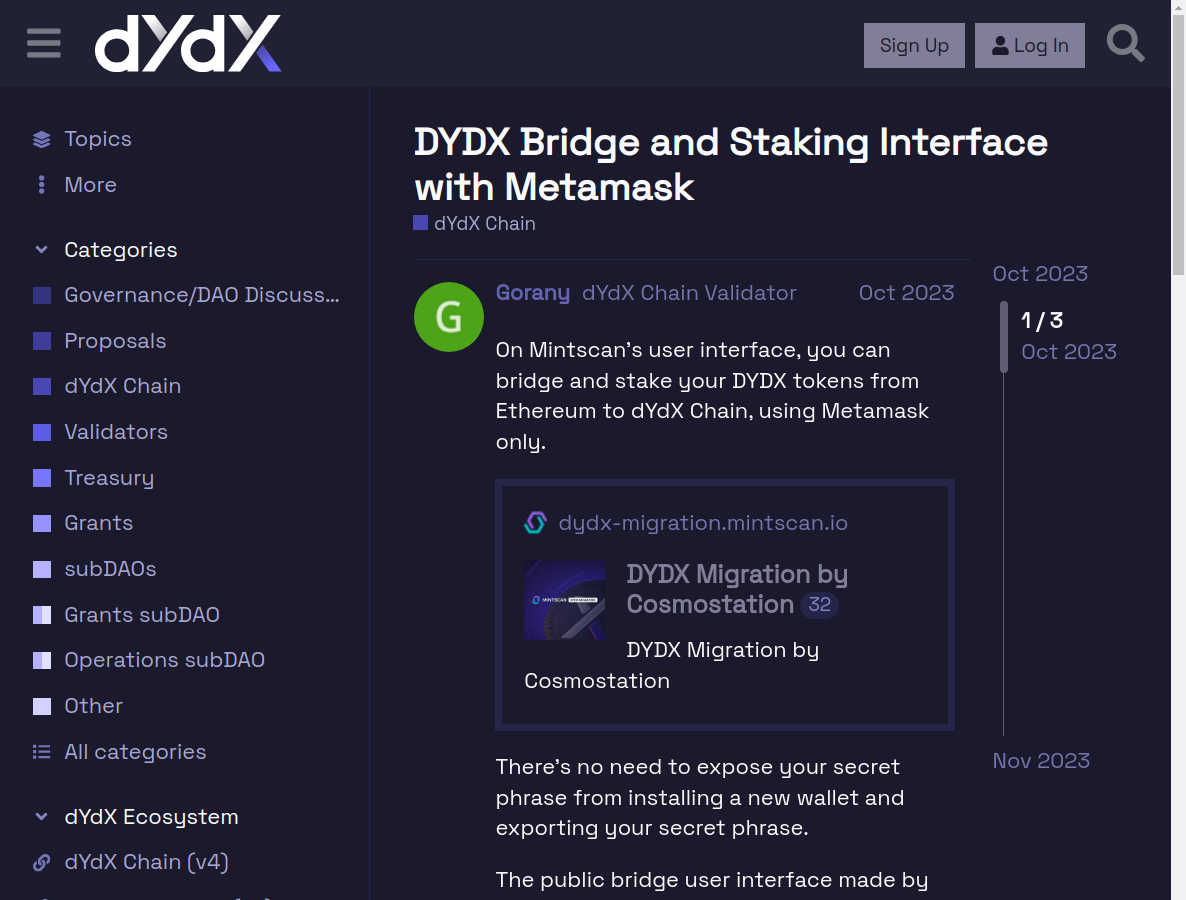 dYdX
Sign Up
Log In
Topics
More
Categories
Governance/DAO Discuss...
Proposals
dYdX Chain
Validators
Treasury
Grants
subDAOs
Grants subDAO
Operations subDAO
Other
All categories
dYdX Ecosystem
dYdX Chain (v4)
DYDX Bridge and Staking Interface
with Metamask
dYdX Chain
G
Gorany dYdX Chain Validator Oct 2023
On Mintscan's user interface, you can
bridge and stake your DYDX tokens from
Ethereum to dYdX Chain, using Metamask
only.
dydx-migration.mintscan.io
MINTSCAN
DYDX Migration by
Cosmostation 32
DYDX Migration by
Cosmostation
There's no need to expose your secret
phrase from installing a new wallet and
exporting your secret phrase.
The public bridge user interface made by
Oct 2023
1 / 3
Oct 2023
Nov 2023